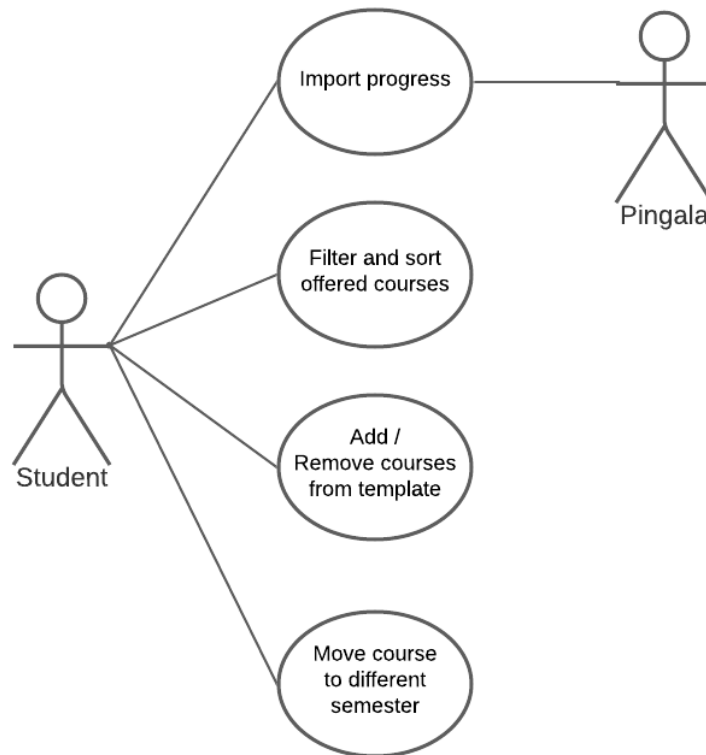 Import progress
Pingala
Filter and sort
offered courses
Student
Add /
Remove courses
from template
Move course
to different
semester